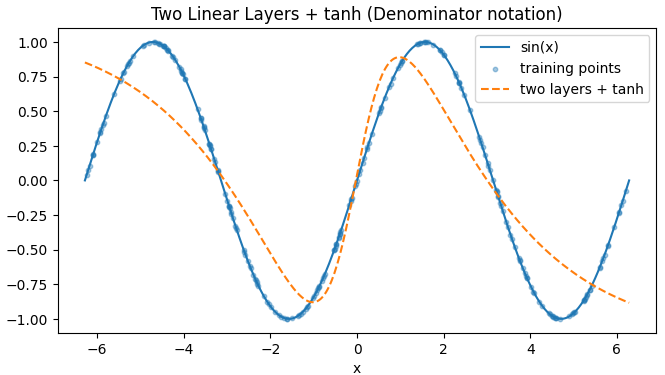 Two Linear Layers + tanh (Denominator notation)
sin(x)
training points
two layers + tanh
1.00
0.75
0.50
0.25
0.00
−0.25
−0.50
−0.75
−1.00
−6 −4 −2 0 2 4 6
x